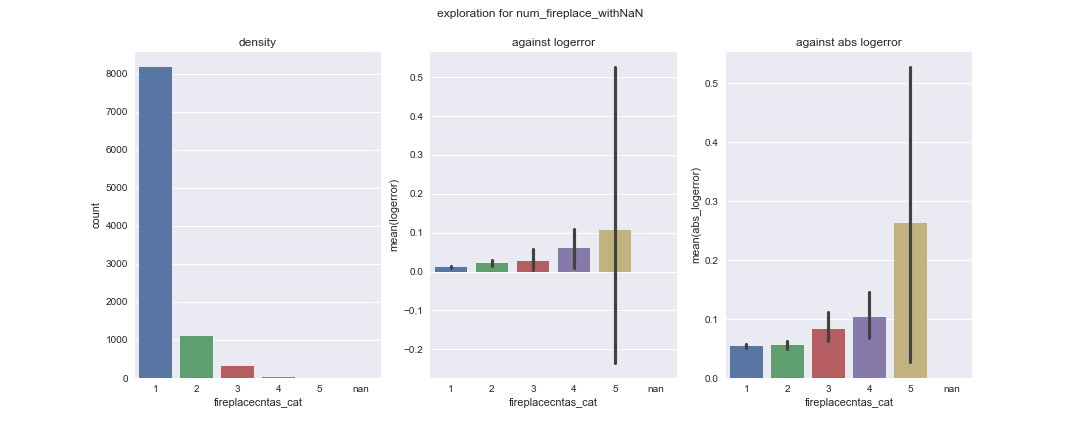 exploration for num_fireplace_withNaN
density
count
8000
7000
6000
5000
4000
3000
2000
1000
0
1 2 3 4 5 nan
fireplacecntas_cat
against logerror
mean(logerror)
0.5
0.4
0.3
0.2
0.1
0.0
−0.1
−0.2
1 2 3 4 5 nan
fireplacecntas_cat
against abs logerror
mean(abs_logerror)
0.5
0.4
0.3
0.2
0.1
0.0
1 2 3 4 5 nan
fireplacecntas_cat